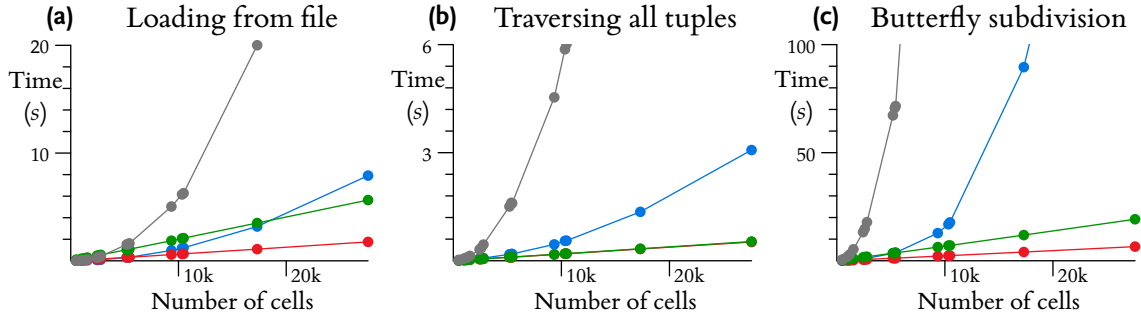 (a) Loading from file
20
Time
(s)
10
10k
20k
Number of cells
(b) Traversing all tuples
6
Time
(s)
3
10k
20k
Number of cells
(c) Butterfly subdivision
100
Time
(s)
50
10k
20k
Number of cells